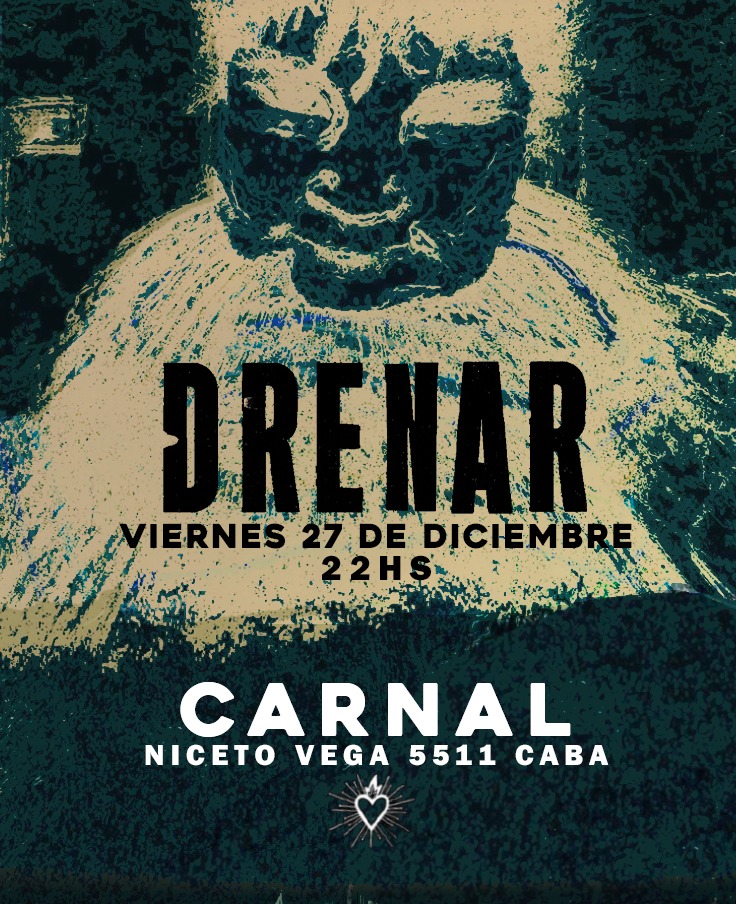 DRENAR
VIERNES 27 DE DICIEMBRE
22HS
CARNAL
NICETO VEGA 5511 CABA